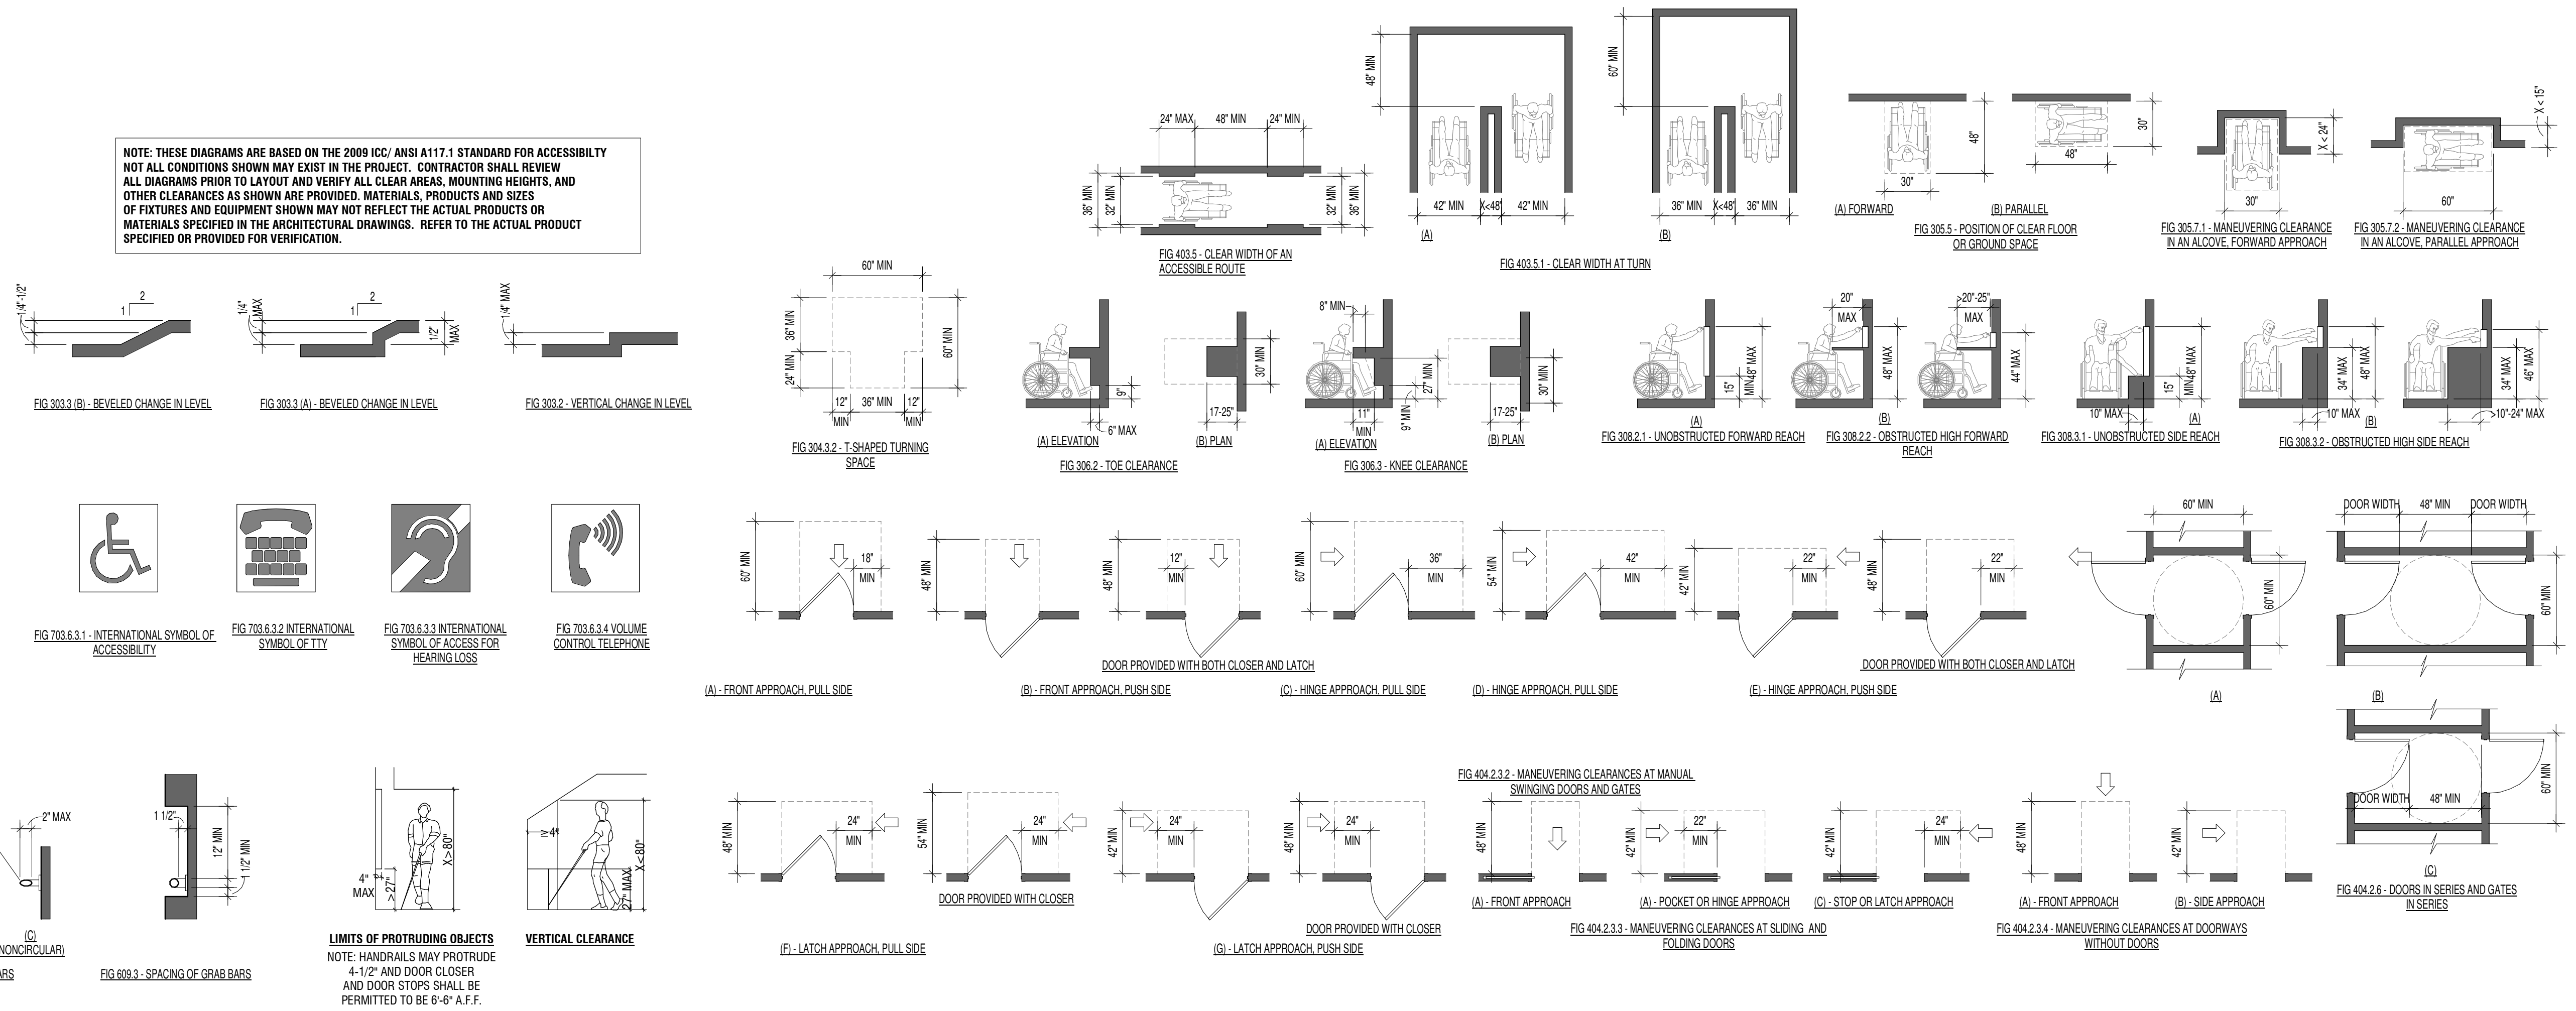 NOTE: THESE DIAGRAMS ARE BASED ON THE 2009 ICC/ ANSI A117.1 STANDARD FOR ACCESSIBILTY
NOT ALL CONDITIONS SHOWN MAY EXIST IN THE PROJECT. CONTRACTOR SHALL REVIEW
ALL DIAGRAMS PRIOR TO LAYOUT AND VERIFY ALL CLEAR AREAS, MOUNTING HEIGHTS, AND
OTHER CLEARANCES AS SHOWN ARE PROVIDED. MATERIALS, PRODUCTS AND SIZES
OF FIXTURES AND EQUIPMENT SHOWN MAY NOT REFLECT THE ACTUAL PRODUCTS OR
MATERIALS SPECIFIED IN THE ARCHITECTURAL DRAWINGS. REFER TO THE ACTUAL PRODUCT
SPECIFIED OR PROVIDED FOR VERIFICATION.
24" MAX
48" MIN
24" MIN
36" MIN
32" MIN
32" MIN
36" MIN
FIG 403.5 - CLEAR WIDTH OF AN
ACCESSIBLE ROUTE
48" MIN
42" MIN
X<48"
42" MIN
(A)
60" MIN
36" MIN
X<48"
36" MIN
(B)
FIG 403.5.1 - CLEAR WIDTH AT TURN
48"
30"
(A) FORWARD
30"
48"
(B) PARALLEL
FIG 305.5 - POSITION OF CLEAR FLOOR
OR GROUND SPACE
X < 24"
30"
FIG 305.7.1 - MANEUVERING CLEARANCE
IN AN ALCOVE, FORWARD APPROACH
X < 15"
60"
FIG 305.7.2 - MANEUVERING CLEARANCE
IN AN ALCOVE, PARALLEL APPROACH
1/4"-1/2"
1
2
FIG 303.3 (B) - BEVELED CHANGE IN LEVEL
1/4"
MAX
1
2
1/2"
MAX
FIG 303.3 (A) - BEVELED CHANGE IN LEVEL
1/4" MAX
FIG 303.2 - VERTICAL CHANGE IN LEVEL
60" MIN
36" MIN
24" MIN
60" MIN
12"
MIN
36" MIN
12"
MIN
FIG 304.3.2 - T-SHAPED TURNING
SPACE
9"
6" MAX
(A) ELEVATION
30" MIN
17-25"
(B) PLAN
FIG 306.2 - TOE CLEARANCE
8" MIN
27" MIN
9" MIN
11"
MIN
(A) ELEVATION
30" MIN
17-25"
(B) PLAN
FIG 306.3 - KNEE CLEARANCE
48" MAX
15"
MIN
(A)
FIG 308.2.1 - UNOBSTRUCTED FORWARD REACH
20"
MAX
48" MAX
(B)
>20"-25"
MAX
44" MAX
FIG 308.2.2 - OBSTRUCTED HIGH FORWARD
REACH
48" MAX
15"
MIN
10" MAX
(A)
FIG 308.3.1 - UNOBSTRUCTED SIDE REACH
34" MAX
48" MAX
10" MAX
(B)
34" MAX
46" MAX
>10"-24" MAX
FIG 308.3.2 - OBSTRUCTED HIGH SIDE REACH
FIG 703.6.3.1 - INTERNATIONAL SYMBOL OF
ACCESSIBILITY
FIG 703.6.3.2 INTERNATIONAL
SYMBOL OF TTY
FIG 703.6.3.3 INTERNATIONAL
SYMBOL OF ACCESS FOR
HEARING LOSS
FIG 703.6.3.4 VOLUME
CONTROL TELEPHONE
60" MIN
18"
MIN
(A) - FRONT APPROACH, PULL SIDE
48" MIN
48" MIN
12"
MIN
DOOR PROVIDED WITH BOTH CLOSER AND LATCH
(B) - FRONT APPROACH, PUSH SIDE
60" MIN
36"
MIN
(C) - HINGE APPROACH, PULL SIDE
54" MIN
42"
MIN
(D) - HINGE APPROACH, PULL SIDE
42" MIN
22"
MIN
(E) - HINGE APPROACH, PUSH SIDE
48" MIN
22"
MIN
DOOR PROVIDED WITH BOTH CLOSER AND LATCH
60" MIN
60" MIN
(A)
DOOR WIDTH
48" MIN
DOOR WIDTH
60" MIN
(B)
DOOR WIDTH
48" MIN
60" MIN
(C)
FIG 404.2.6 - DOORS IN SERIES AND GATES
IN SERIES
2" MAX
(C)
NONCIRCULAR)
ARS
1 1/2"
12" MIN
1 1/2" MIN
FIG 609.3 - SPACING OF GRAB BARS
4"
MAX
>27"
X>80"
LIMITS OF PROTRUDING OBJECTS
NOTE: HANDRAILS MAY PROTRUDE
4-1/2" AND DOOR CLOSER
AND DOOR STOPS SHALL BE
PERMITTED TO BE 6'-6" A.F.F.
≥4"
27" MAX
X<80"
VERTICAL CLEARANCE
48" MIN
24"
MIN
(F) - LATCH APPROACH, PULL SIDE
54" MIN
24"
MIN
DOOR PROVIDED WITH CLOSER
42" MIN
24"
MIN
(G) - LATCH APPROACH, PUSH SIDE
48" MIN
24"
MIN
DOOR PROVIDED WITH CLOSER
FIG 404.2.3.2 - MANEUVERING CLEARANCES AT MANUAL
SWINGING DOORS AND GATES
48" MIN
(A) - FRONT APPROACH
42" MIN
22"
MIN
(A) - POCKET OR HINGE APPROACH
42" MIN
24"
MIN
(C) - STOP OR LATCH APPROACH
FIG 404.2.3.3 - MANEUVERING CLEARANCES AT SLIDING AND
FOLDING DOORS
48" MIN
(A) - FRONT APPROACH
42" MIN
(B) - SIDE APPROACH
FIG 404.2.3.4 - MANEUVERING CLEARANCES AT DOORWAYS
WITHOUT DOORS